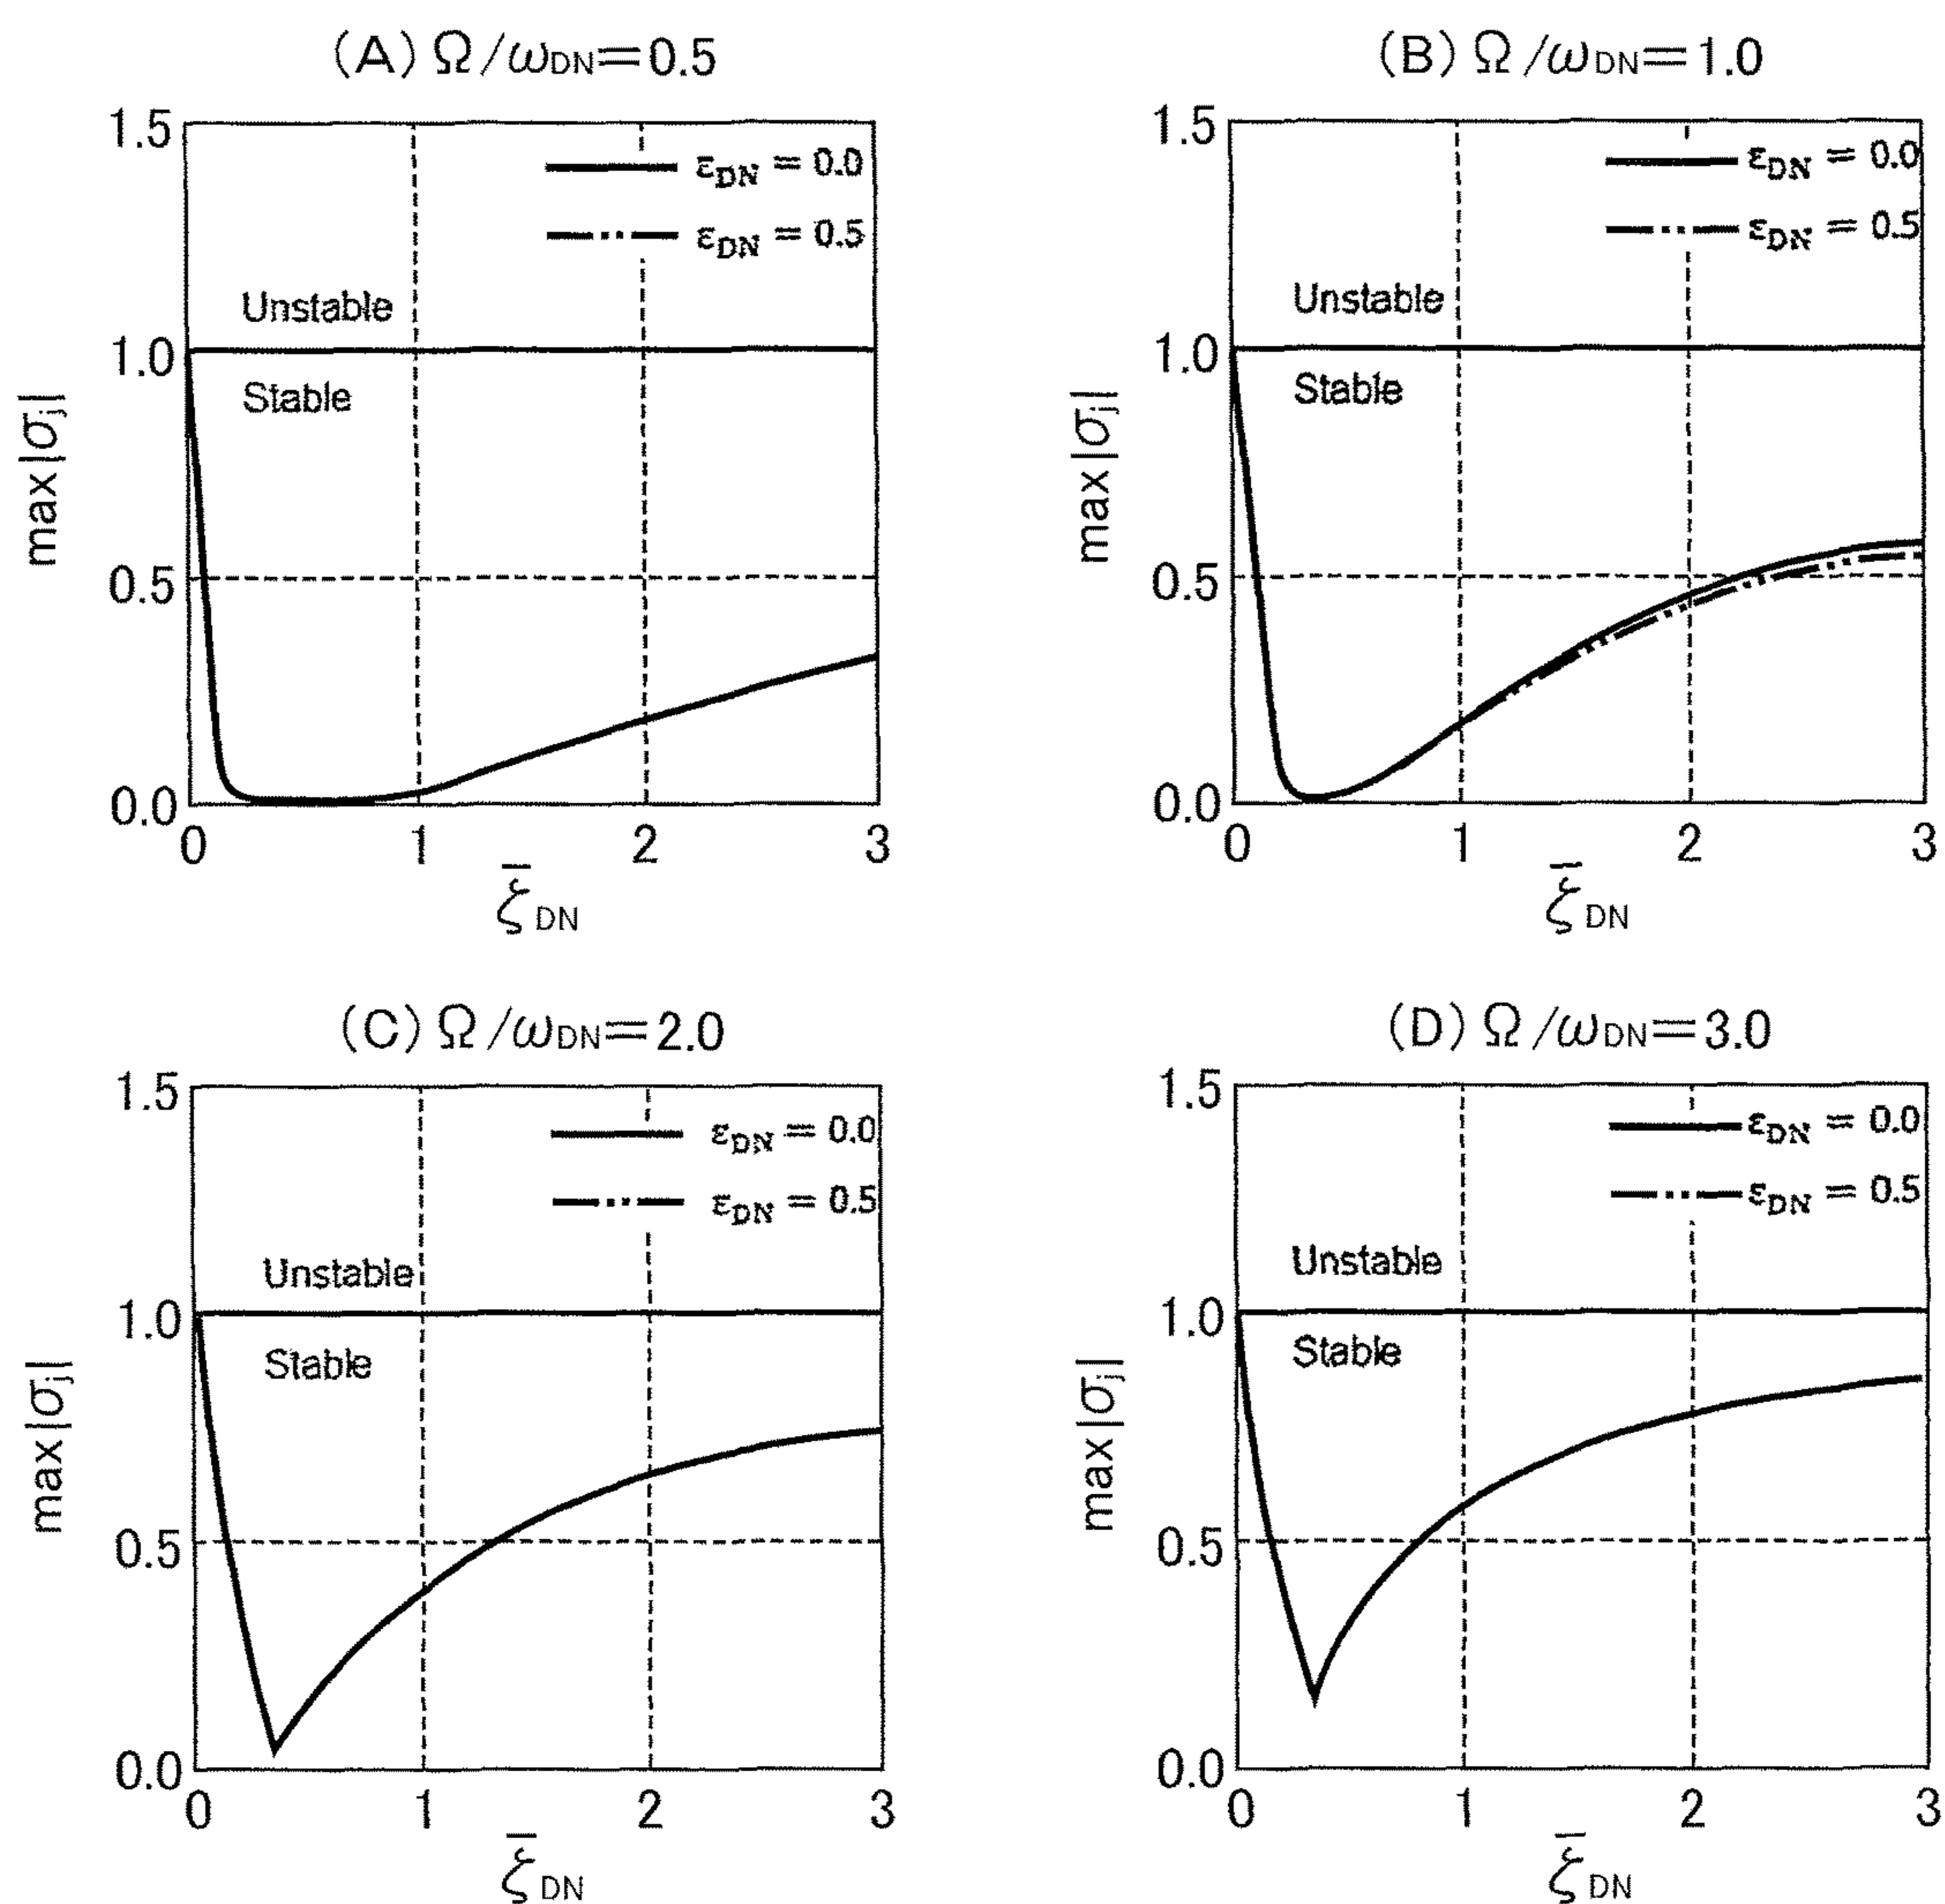 (A) Ω/ωDN=0.5
1.5
εDN = 0.0
εDN = 0.5
Unstable
1.0
Stable
max|σj|
0.5
0.0
0 1 2 3
ξ̄DN
(B) Ω/ωDN=1.0
1.5
εDN = 0.0
εDN = 0.5
Unstable
1.0
Stable
max|σj|
0.5
0.0
0 1 2 3
ξ̄DN
(C) Ω/ωDN=2.0
1.5
εDN = 0.0
εDN = 0.5
Unstable
1.0
Stable
max|σj|
0.5
0.0
0 1 2 3
ξ̄DN
(D) Ω/ωDN=3.0
1.5
εDN = 0.0
εDN = 0.5
Unstable
1.0
Stable
max|σj|
0.5
0.0
0 1 2 3
ξ̄DN